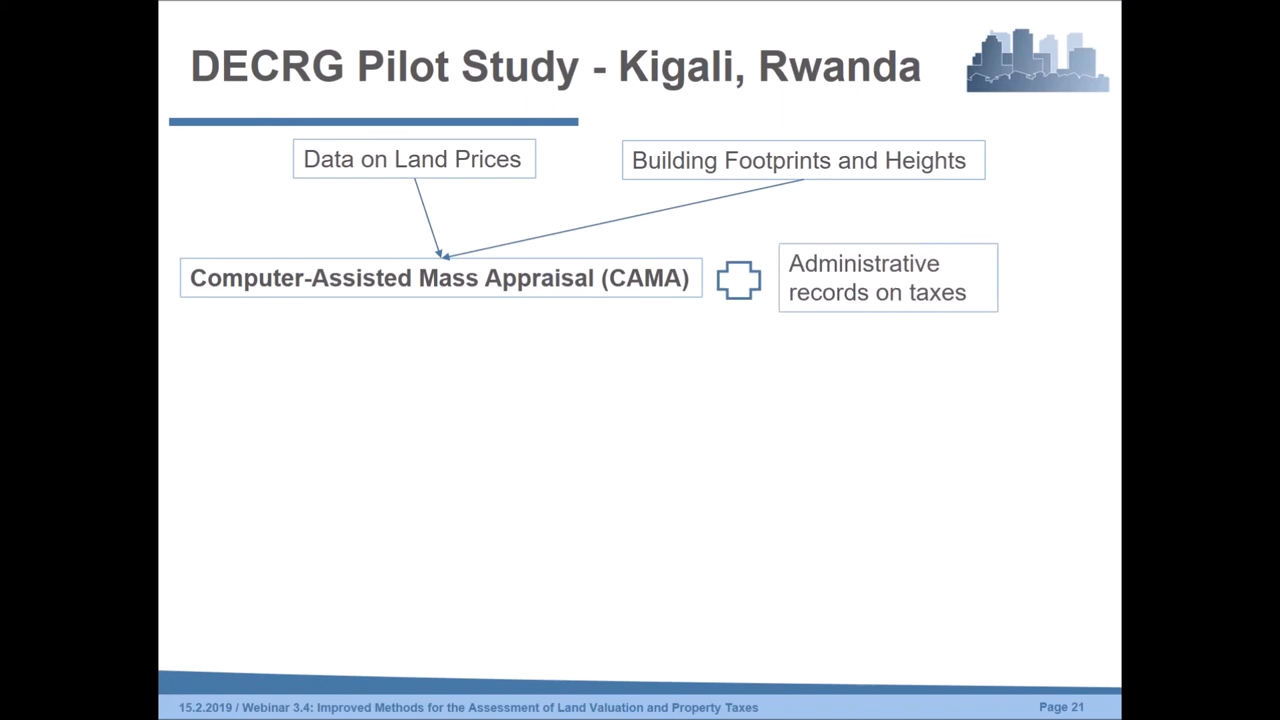 DECRG Pilot Study - Kigali, Rwanda
Data on Land Prices
Building Footprints and Heights
Computer-Assisted Mass Appraisal (CAMA)
Administrative
records on taxes
15.2.2019 / Webinar 3.4: Improved Methods for the Assessment of Land Valuation and Property Taxes
Page 21